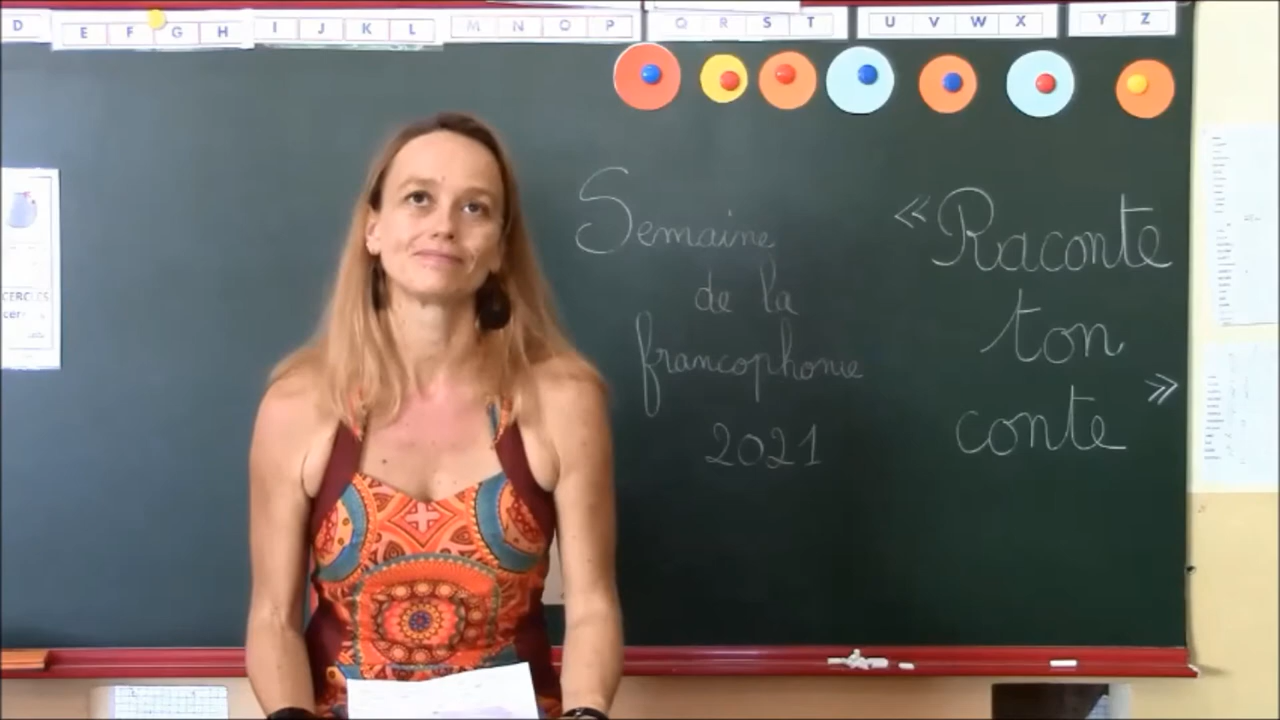 D E F G H I J K L M N O P Q R S T U V W X Y Z
Semaine
de la
francophonie
2021
« Raconte
ton
conte »
CERCLES